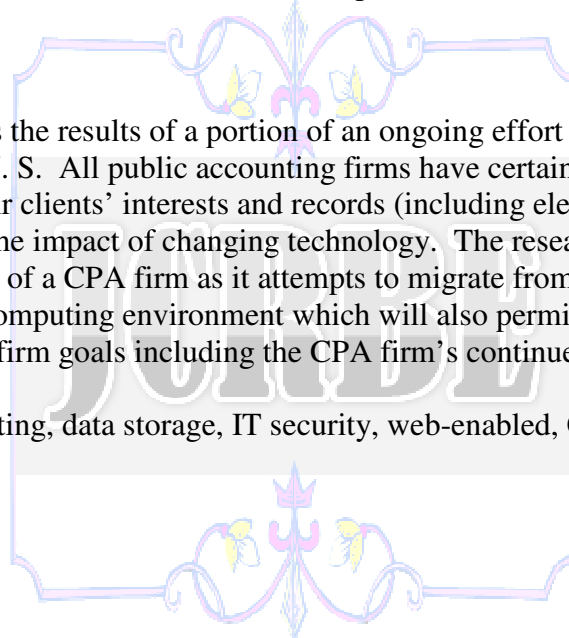 s the results of a portion of an ongoing effort
. S. All public accounting firms have certain
r clients' interests and records (including ele
ne impact of changing technology. The resea
of a CPA firm as it attempts to migrate from
omputing environment which will also permi
firm goals including the CPA firm's continue
JCRBE
ting, data storage, IT security, web-enabled,